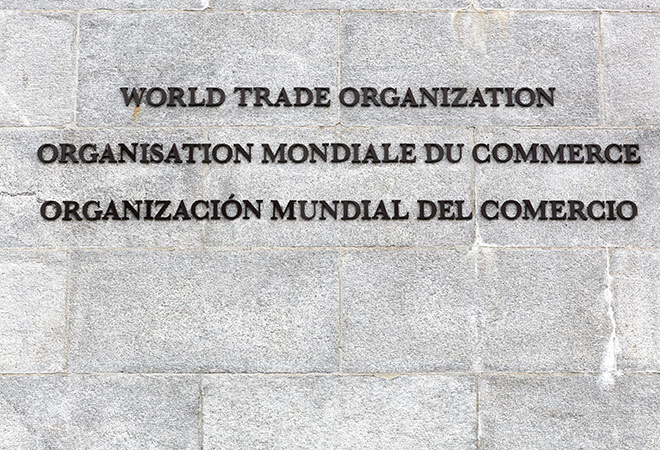 WORLD TRADE ORGANIZATION
ORGANISATION MONDIALE DU COMMERCE
ORGANIZACIÓN MUNDIAL DEL COMERCIO